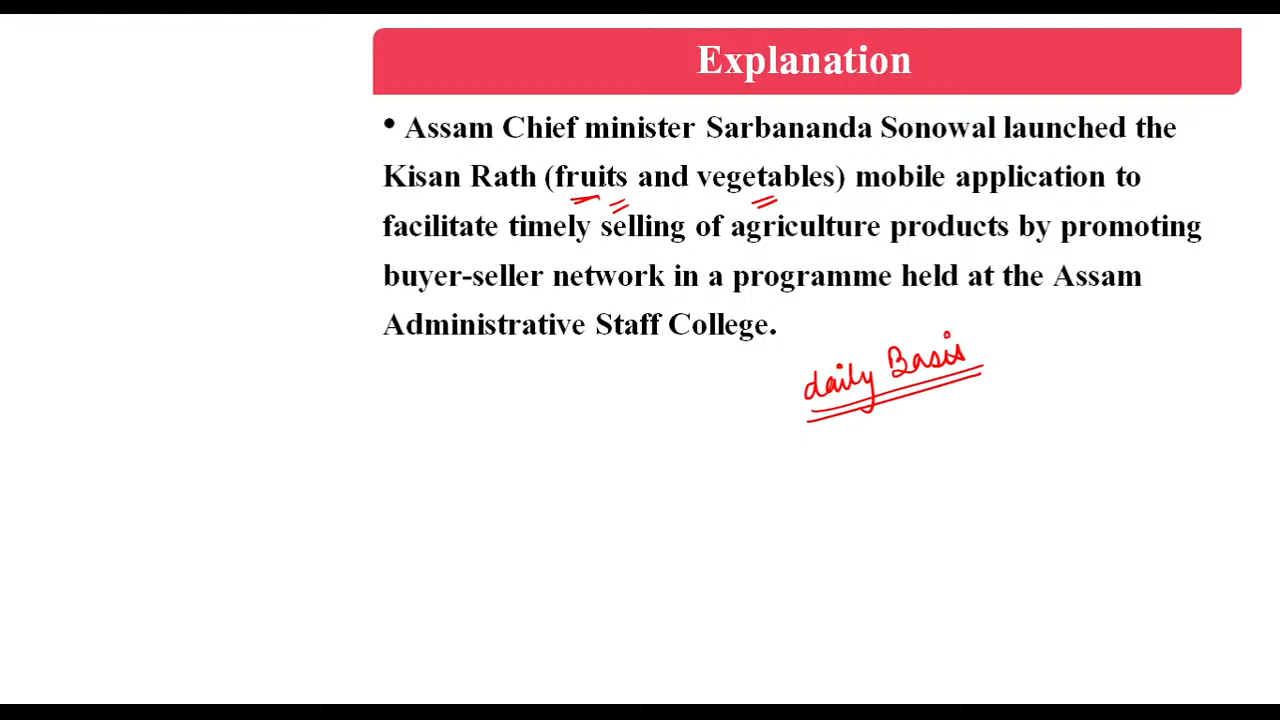 Explanation
• Assam Chief minister Sarbananda Sonowal launched the
Kisan Rath (fruits and vegetables) mobile application to
facilitate timely selling of agriculture products by promoting
buyer-seller network in a programme held at the Assam
Administrative Staff College.
daily Basis